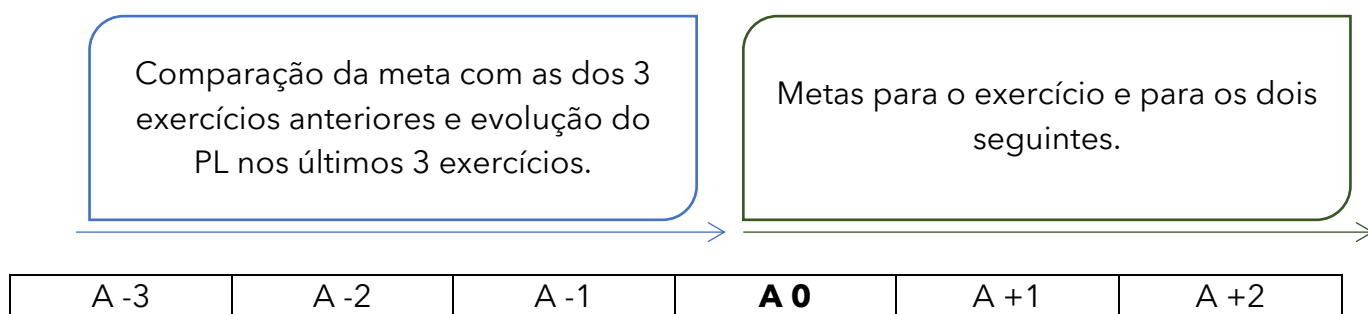 Comparação da meta com as dos 3
exercícios anteriores e evolução do
PL nos últimos 3 exercícios.
Metas para o exercício e para os dois
seguintes.
A -3 A -2 A -1 A 0 A +1 A +2